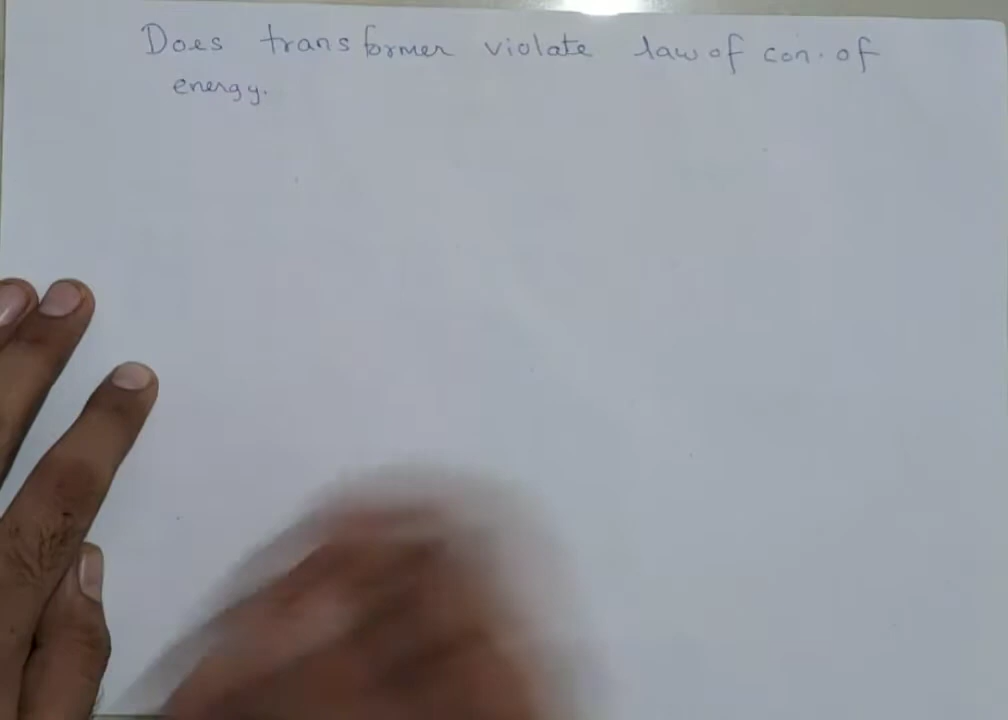 Does transformer violate law of con. of
energy.